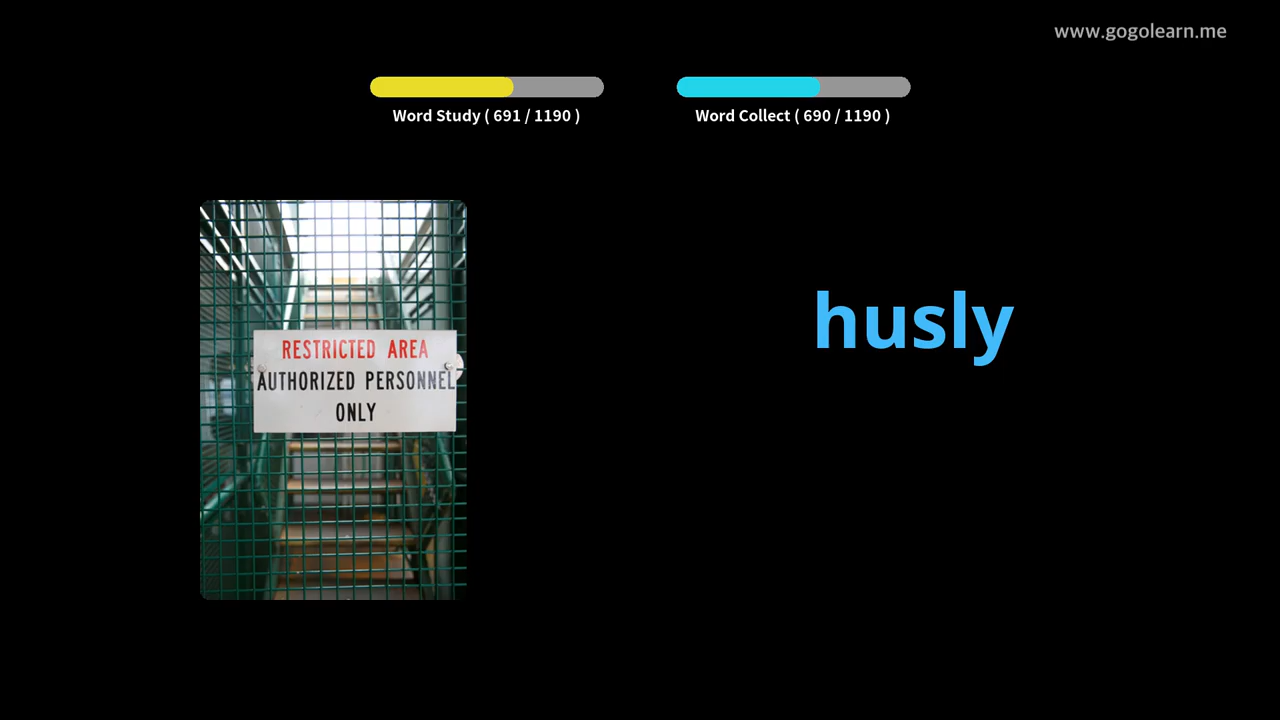 www.gogolearn.me
Word Study ( 691 / 1190 )
Word Collect ( 690 / 1190 )
RESTRICTED AREA
AUTHORIZED PERSONNEL
ONLY
husly